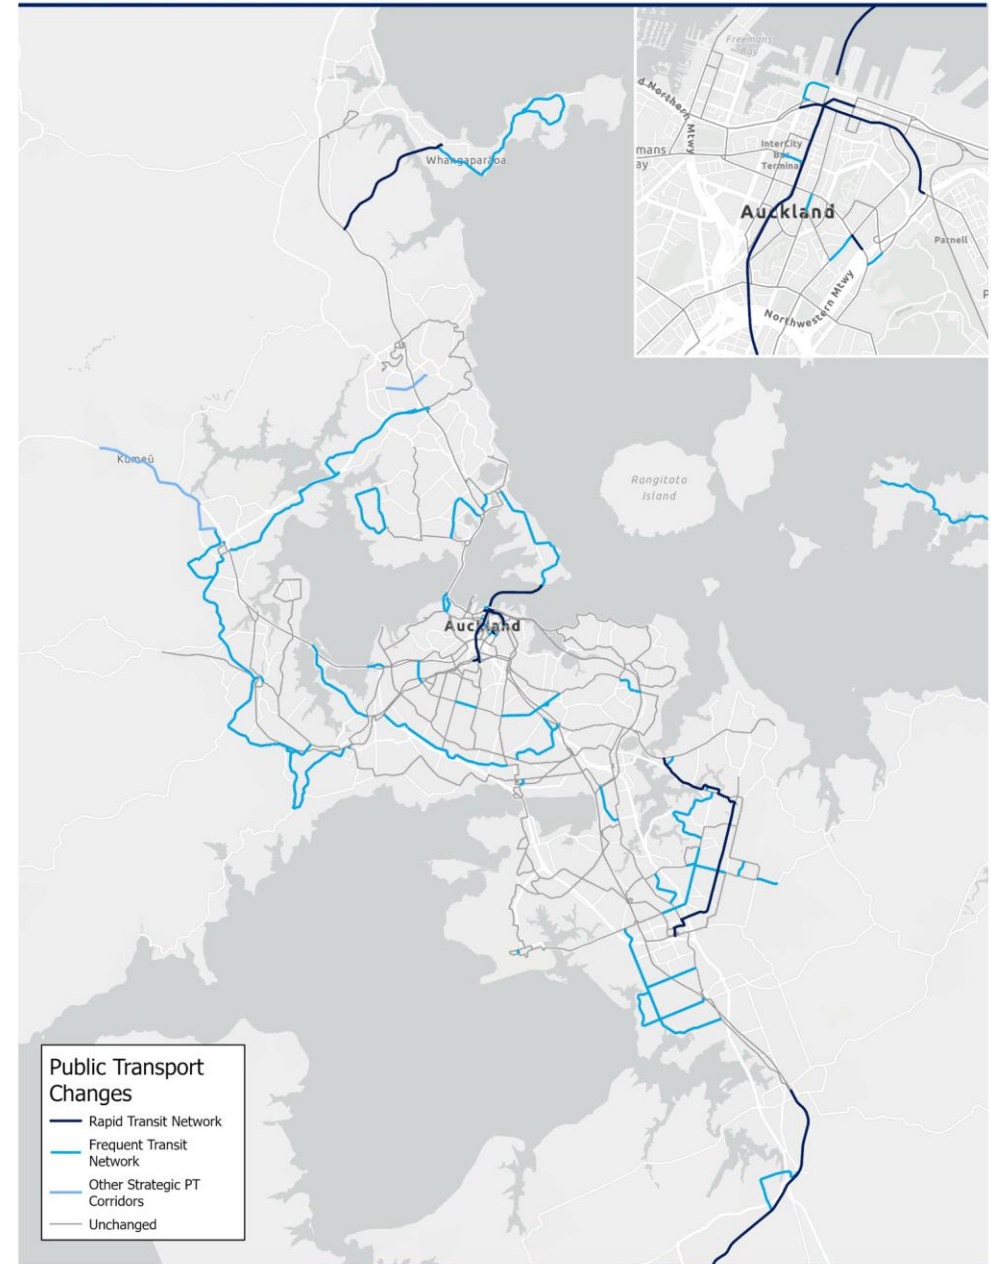 Freemans
Bay
d-Northern Mtwy
mans
ay
InterCity
Bus
Terminal
Auckland
Parnell
P
Northwestern Mtwy
Whangaparāoa
Kumeū
Rangitoto
Island
Auckland
Public Transport
Changes
Rapid Transit Network
Frequent Transit
Network
Other Strategic PT
Corridors
Unchanged